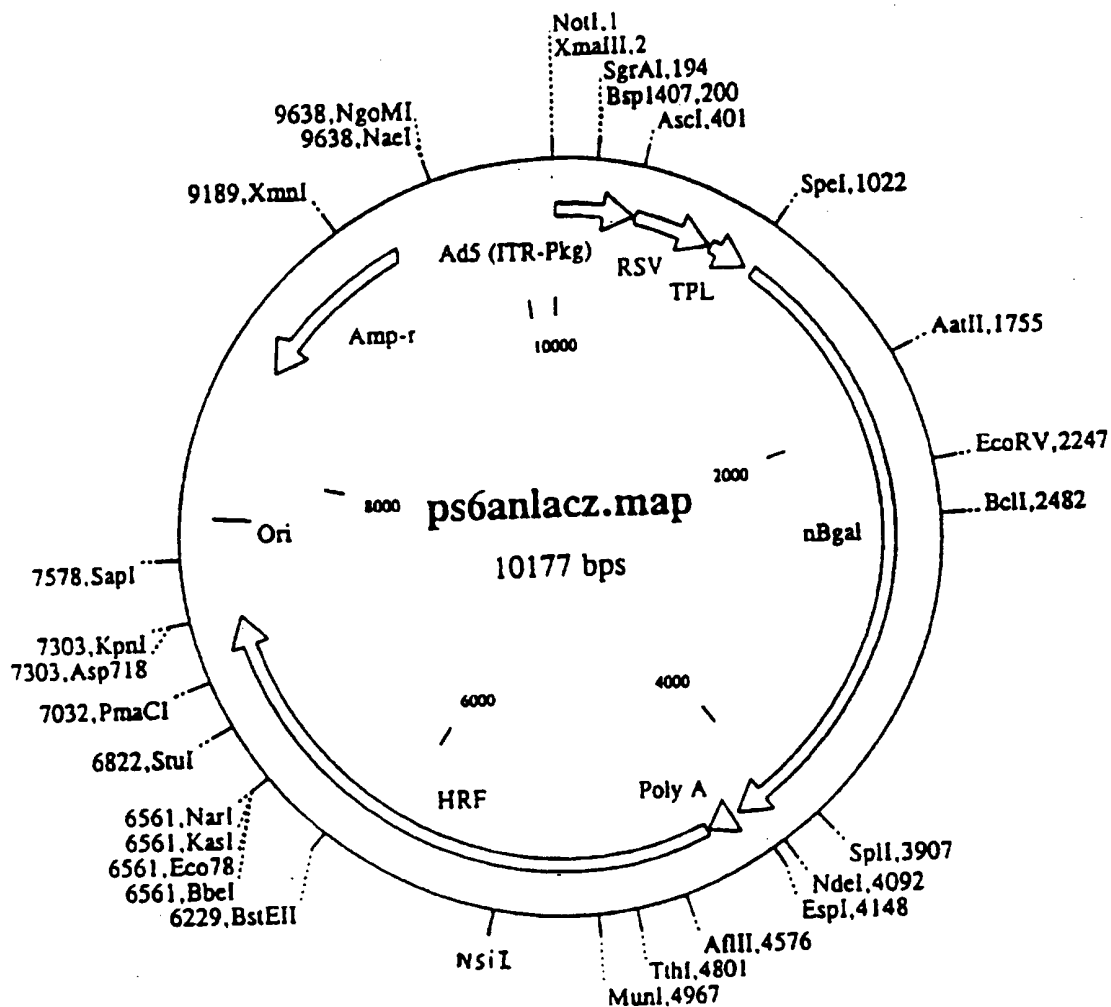 NotI,1
XmaIII,2
SgrAI,194
Bsp1407,200
AscI,401
SpeI,1022
AatII,1755
EcoRV,2247
BclI,2482
SplI,3907
NdeI,4092
EspI,4148
AflII,4576
TthI,4801
MunI,4967
NsiI
6229,BstEII
6561,BbeI
6561,Eco78
6561,KasI
6561,NarI
6822,StuI
7032,PmaCI
7303,Asp718
7303,KpnI
7578,SapI
9189,XmnI
9638,NaeI
9638,NgoMI
Ad5 (ITR-Pkg)
RSV
TPL
nBgal
Poly A
HRF
Ori
Amp-r
10000
2000
4000
6000
8000
ps6anlacz.map
10177 bps